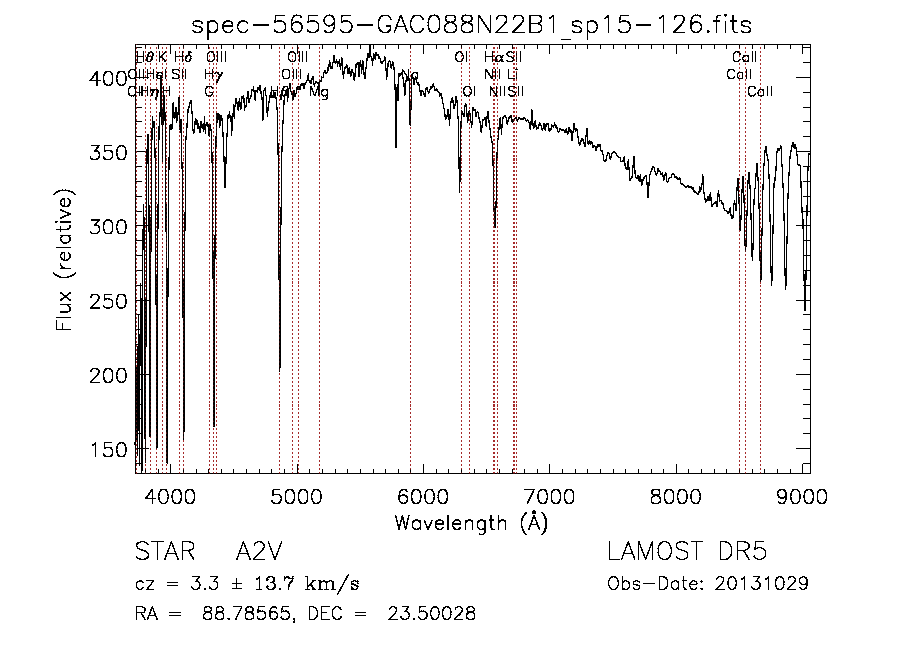 spec-56595-GAC088N22B1_sp15-126.fits
Hθ K Hδ OIII OIII OI Hα SII CaII
OII HeI SII Hγ OIII Na NII Li CaII
OII Hη H G Hβ Mg OI NII SII CaII
400
350
300
250
200
150
Flux (relative)
4000 5000 6000 7000 8000 9000
Wavelength (Å)
STAR A2V LAMOST DR5
cz = 3.3 ± 13.7 km/s Obs-Date: 20131029
RA = 88.78565, DEC = 23.50028